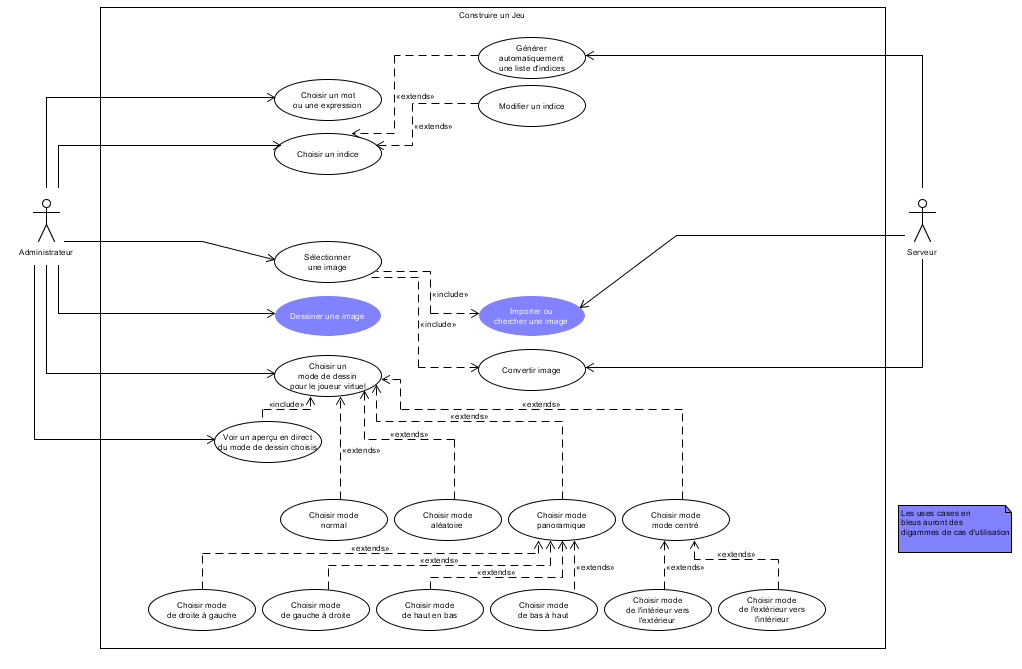 Construire un Jeu
Générer
automatiquement
une liste d'indices
Choisir un mot
ou une expression
«extends»
Modifier un indice
«extends»
Choisir un indice
Administrateur
Serveur
Sélectionner
une image
«include»
Dessiner une image
Importer ou
chercher une image
«include»
Choisir un
mode de dessin
pour le joueur virtuel
Convertir image
«include»
«extends»
«extends»
«extends»
«extends»
Voir un aperçu en direct
du mode de dessin choisis
Choisir mode
normal
Choisir mode
aléatoire
Choisir mode
panoramique
Choisir mode
mode centré
Les uses cases en
bleus auront des
digammes de cas d'utilisation.
«extends»
«extends»
«extends»
«extends»
«extends»
«extends»
Choisir mode
de droite à gauche
Choisir mode
de gauche à droite
Choisir mode
de haut en bas
Choisir mode
de bas à haut
Choisir mode
de l'intérieur vers
l'extérieur
Choisir mode
de l'extérieur vers
l'intérieur